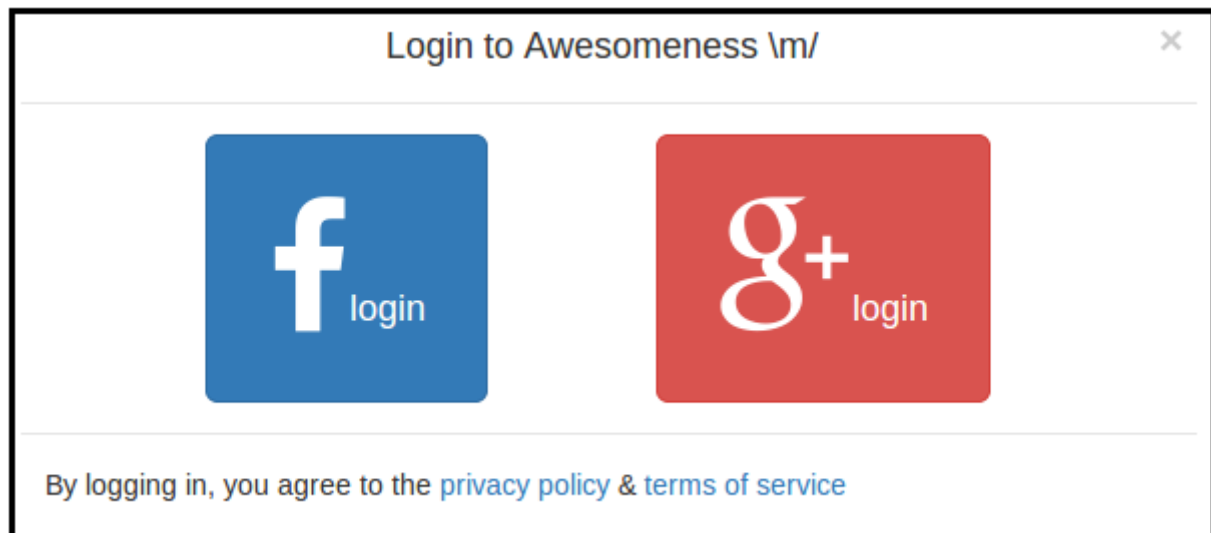 Login to Awesomeness \m/ ×
f login g+ login
By logging in, you agree to the privacy policy & terms of service